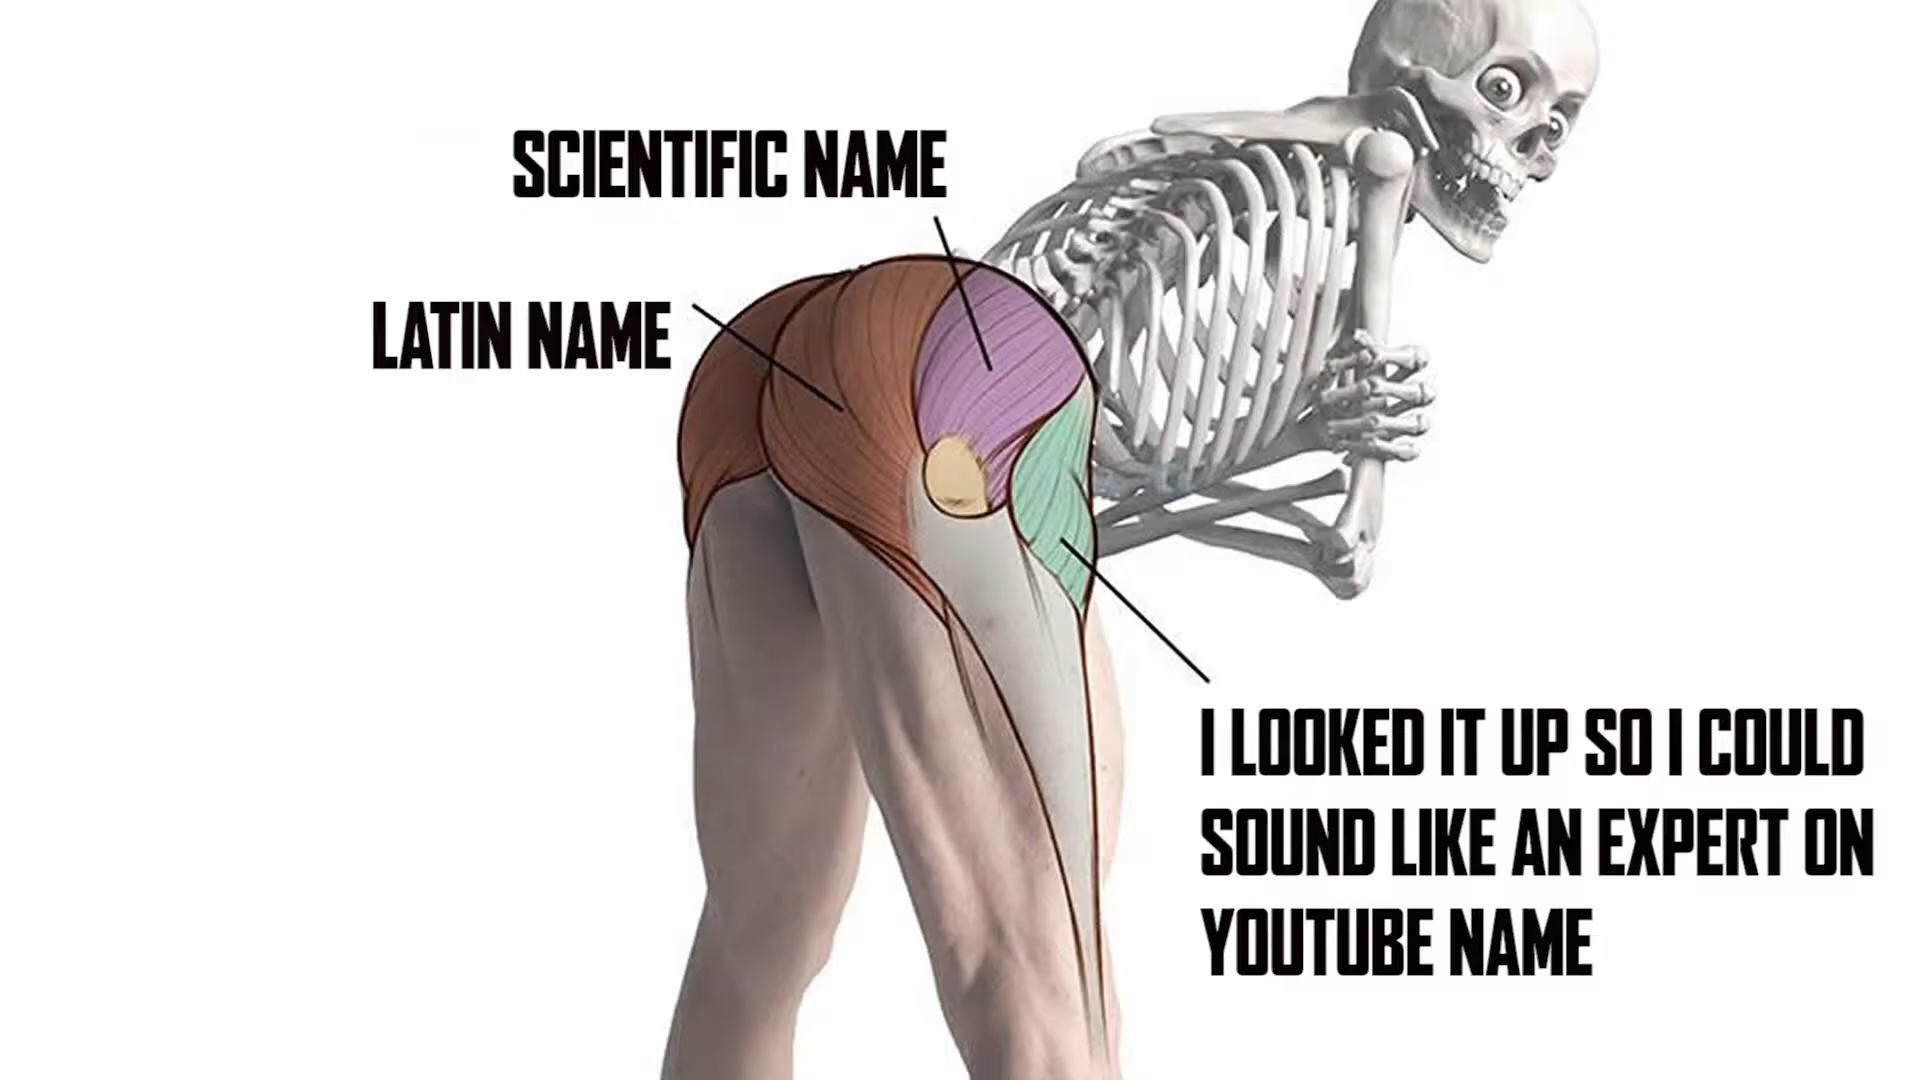 SCIENTIFIC NAME
LATIN NAME
I LOOKED IT UP SO I COULD
SOUND LIKE AN EXPERT ON
YOUTUBE NAME